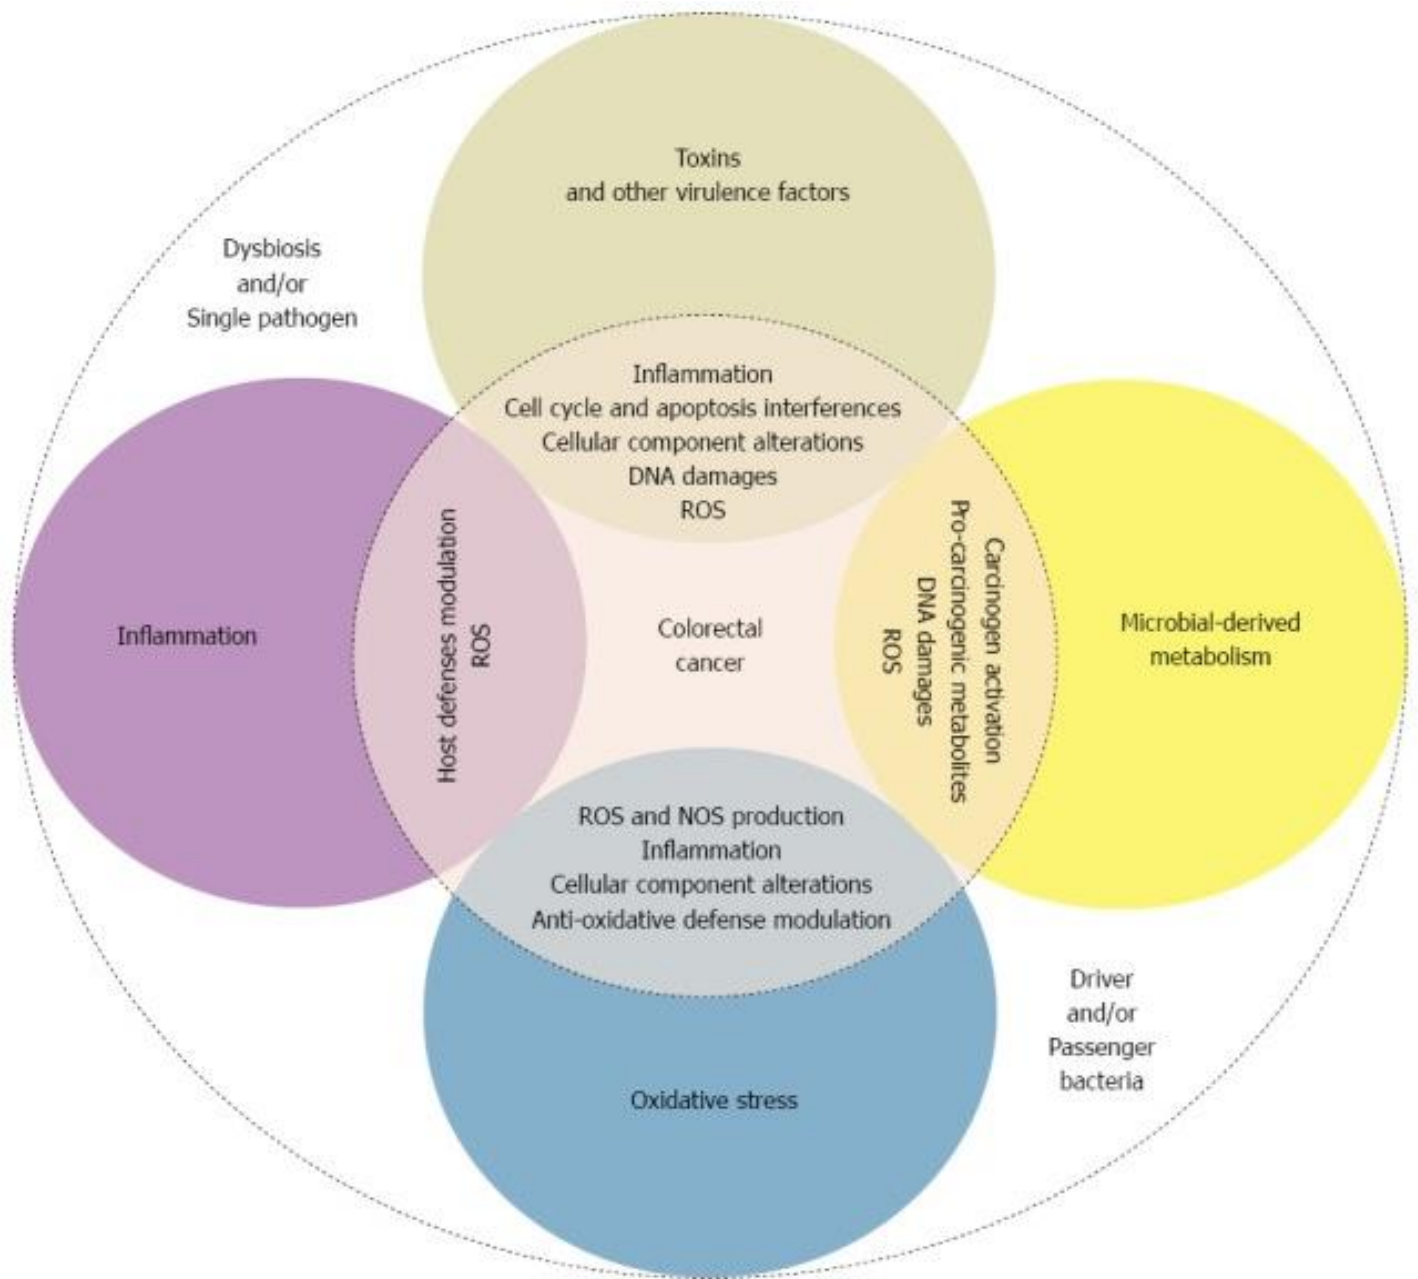 Toxins
and other virulence factors
Dysbiosis
and/or
Single pathogen
Inflammation
Cell cycle and apoptosis interferences
Cellular component alterations
DNA damages
ROS
Inflammation
Host defenses modulation
ROS
Colorectal
cancer
Carcinogen activation
Pro-carcinogenic metabolites
DNA damages
ROS
Microbial-derived
metabolism
ROS and NOS production
Inflammation
Cellular component alterations
Anti-oxidative defense modulation
Driver
and/or
Passenger
bacteria
Oxidative stress